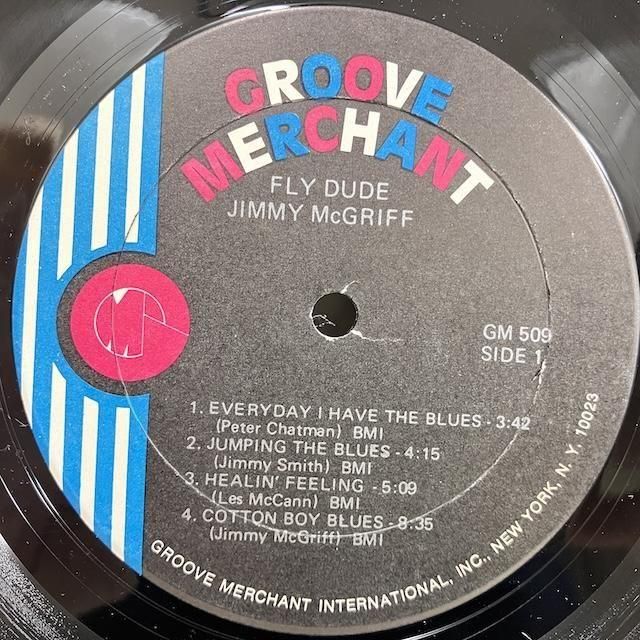 GROOVE
MERCHANT
FLY DUDE
JIMMY McGRIFF
GM 509
SIDE 1
1. EVERYDAY I HAVE THE BLUES - 3:42
(Peter Chatman) BMI
2. JUMPING THE BLUES - 4:15
(Jimmy Smith) BMI
3. HEALIN' FEELING - 5:09
(Les McCann) BMI
4. COTTON BOY BLUES - 8:35
(Jimmy McGriff) BMI
GROOVE MERCHANT INTERNATIONAL, INC., NEW YORK, N. Y. 10023